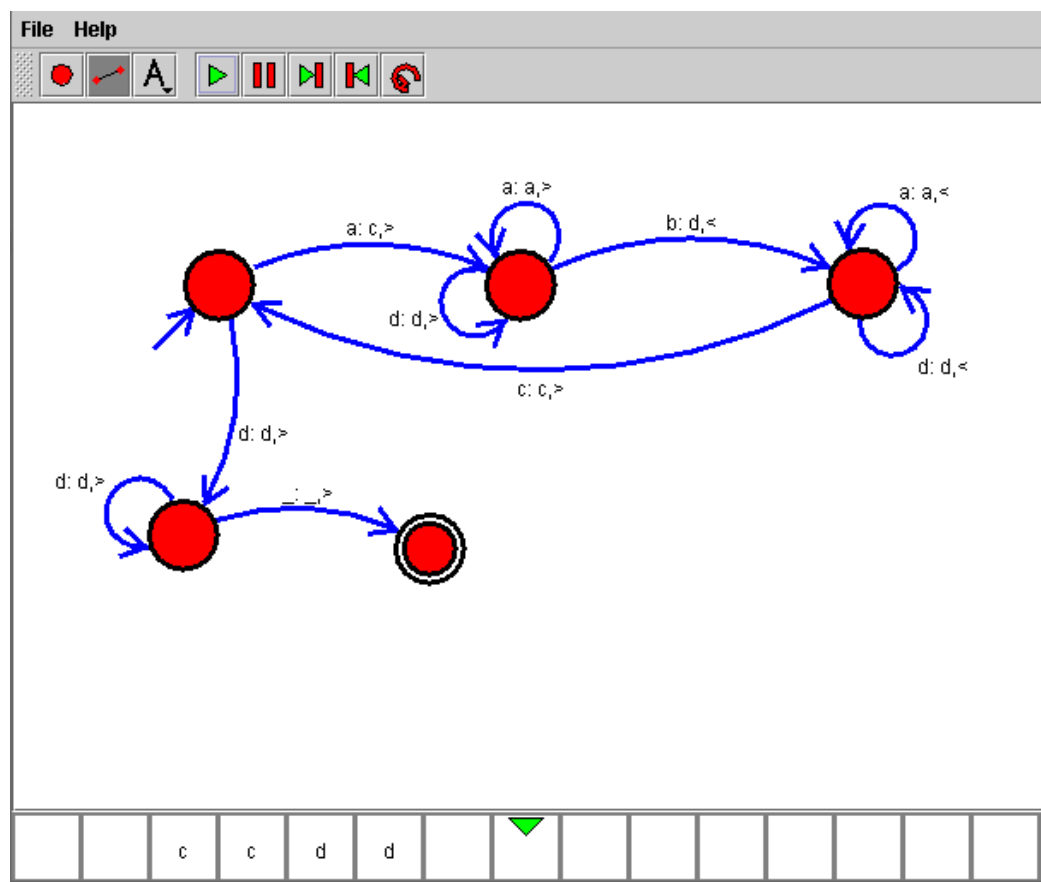 File Help
A
a: a,>
a: a,<
a: c,>
b: d,<
d: d,>
d: d,<
c: c,>
d: d,>
d: d,>
_: _,>
c c d d